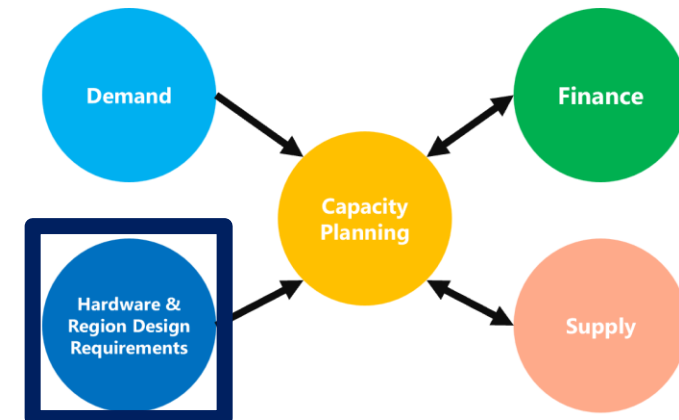 Demand
Finance
Capacity
Planning
Hardware &
Region Design
Requirements
Supply